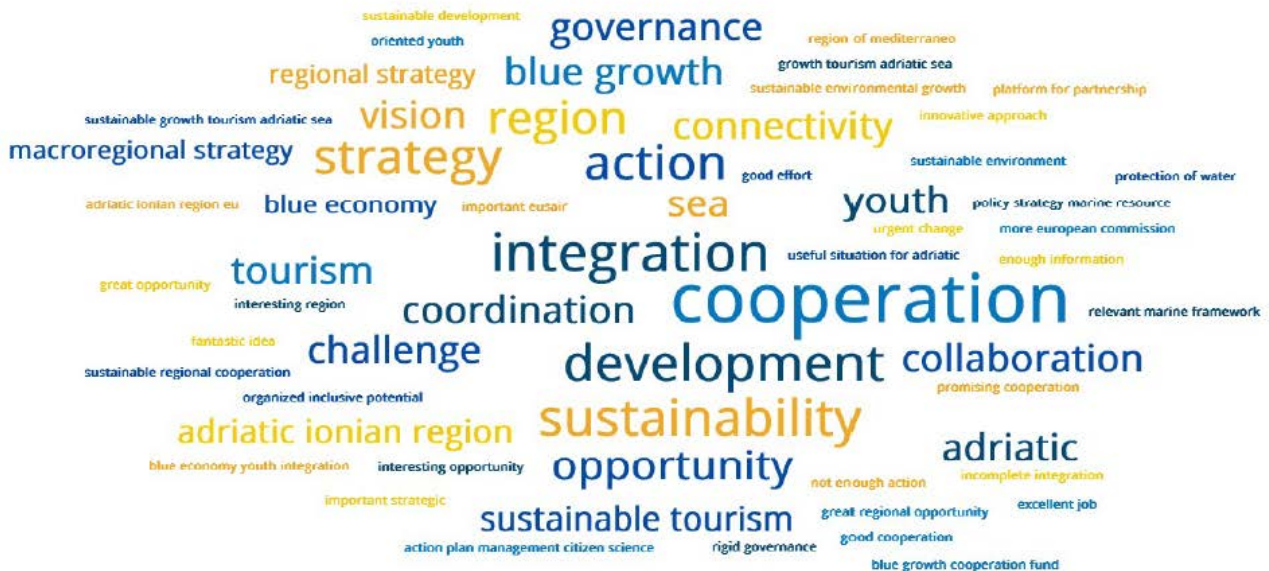 sustainable development
governance
oriented youth
region of mediterraneo
regional strategy
blue growth
growth tourism adriatic sea
sustainable environmental growth
platform for partnership
sustainable growth tourism adriatic sea
vision
region
connectivity
innovative approach
macroregional strategy
strategy
action
good effort
sustainable environment
protection of water
adriatic ionian region eu
blue economy
important eusair
sea
youth
policy strategy marine resource
urgent change
more european commission
integration
useful situation for adriatic
enough information
great opportunity
tourism
interesting region
coordination
cooperation
relevant marine framework
fantastic idea
challenge
development
collaboration
sustainable regional cooperation
promising cooperation
organized inclusive potential
adriatic ionian region
sustainability
adriatic
blue economy youth integration
interesting opportunity
opportunity
not enough action
incomplete integration
important strategic
sustainable tourism
great regional opportunity
excellent job
action plan management citizen science
rigid governance
good cooperation
blue growth cooperation fund